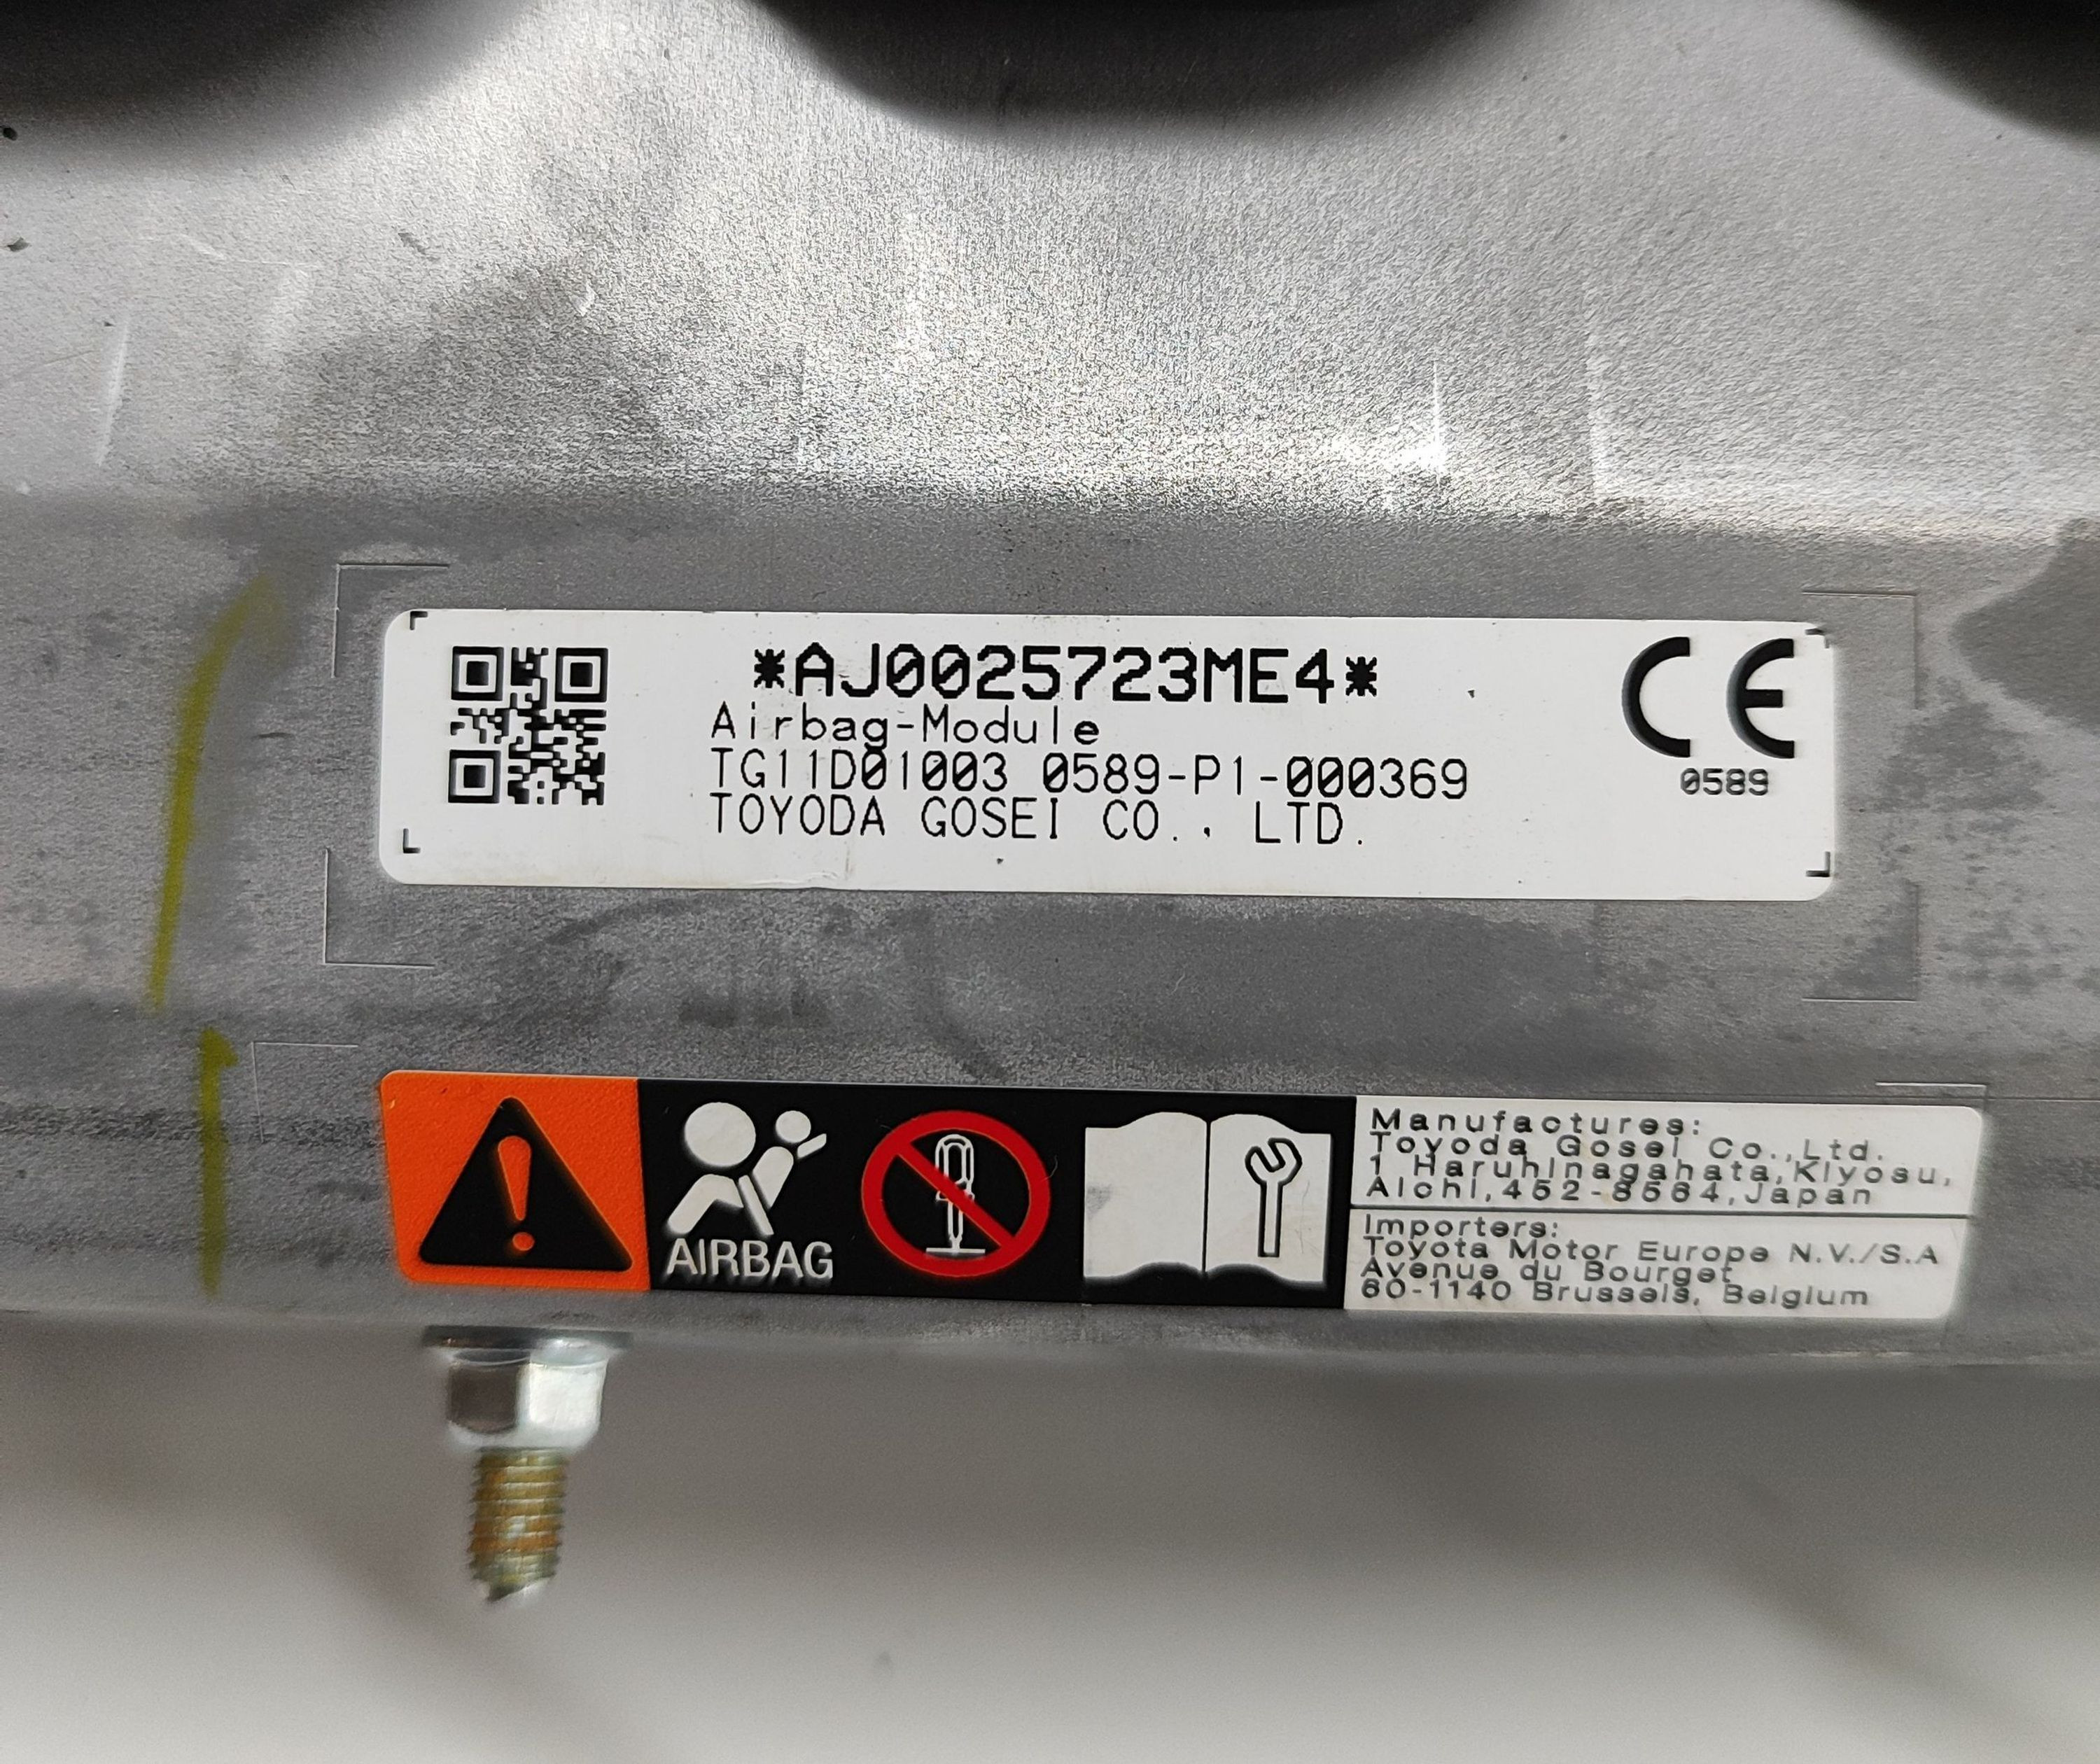 *AJ0025723ME4*
Airbag-Module
TG11D01003 0589-P1-000369
TOYODA GOSEI CO., LTD.
CE
0589
AIRBAG
Manufactures:
Toyoda Gosei Co.,Ltd.
1 Haruhinagahata,Kiyosu,
Aichi,452-8564,Japan
Importers:
Toyota Motor Europe N.V./S.A
Avenue du Bourget
60-1140 Brussels, Belgium